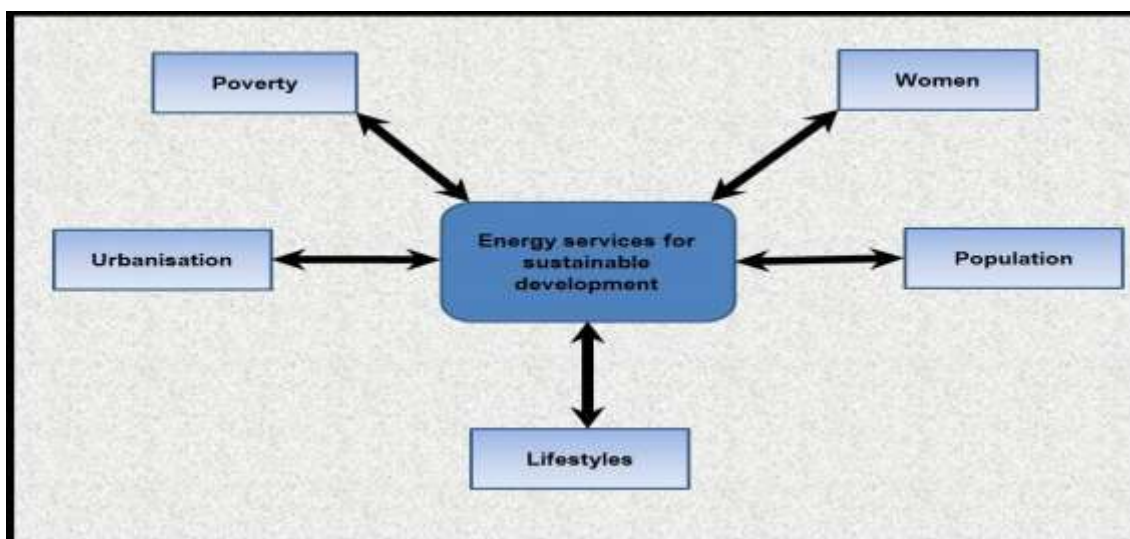 Poverty
Women
Energy services for
sustainable
development
Urbanisation
Population
Lifestyles